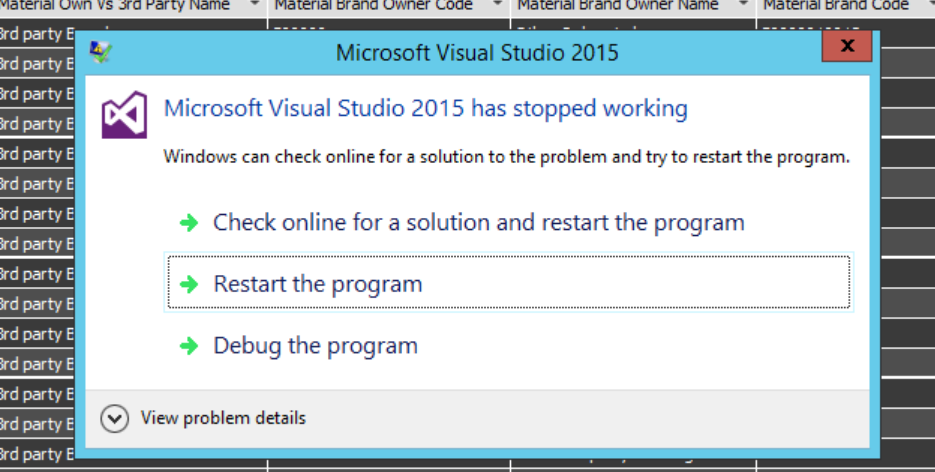 Material Own Vs 3rd Party Name Material Brand Owner Code Material Brand Owner Name Material Brand Code
3rd party
3rd party E
3rd party E
3rd party E
3rd party E
3rd party E
3rd party E
3rd party E
3rd party E
3rd party E
3rd party E
3rd party E
3rd party E
3rd party E
3rd party E
Microsoft Visual Studio 2015
x
Microsoft Visual Studio 2015 has stopped working
Windows can check online for a solution to the problem and try to restart the program.
Check online for a solution and restart the program
Restart the program
Debug the program
View problem details